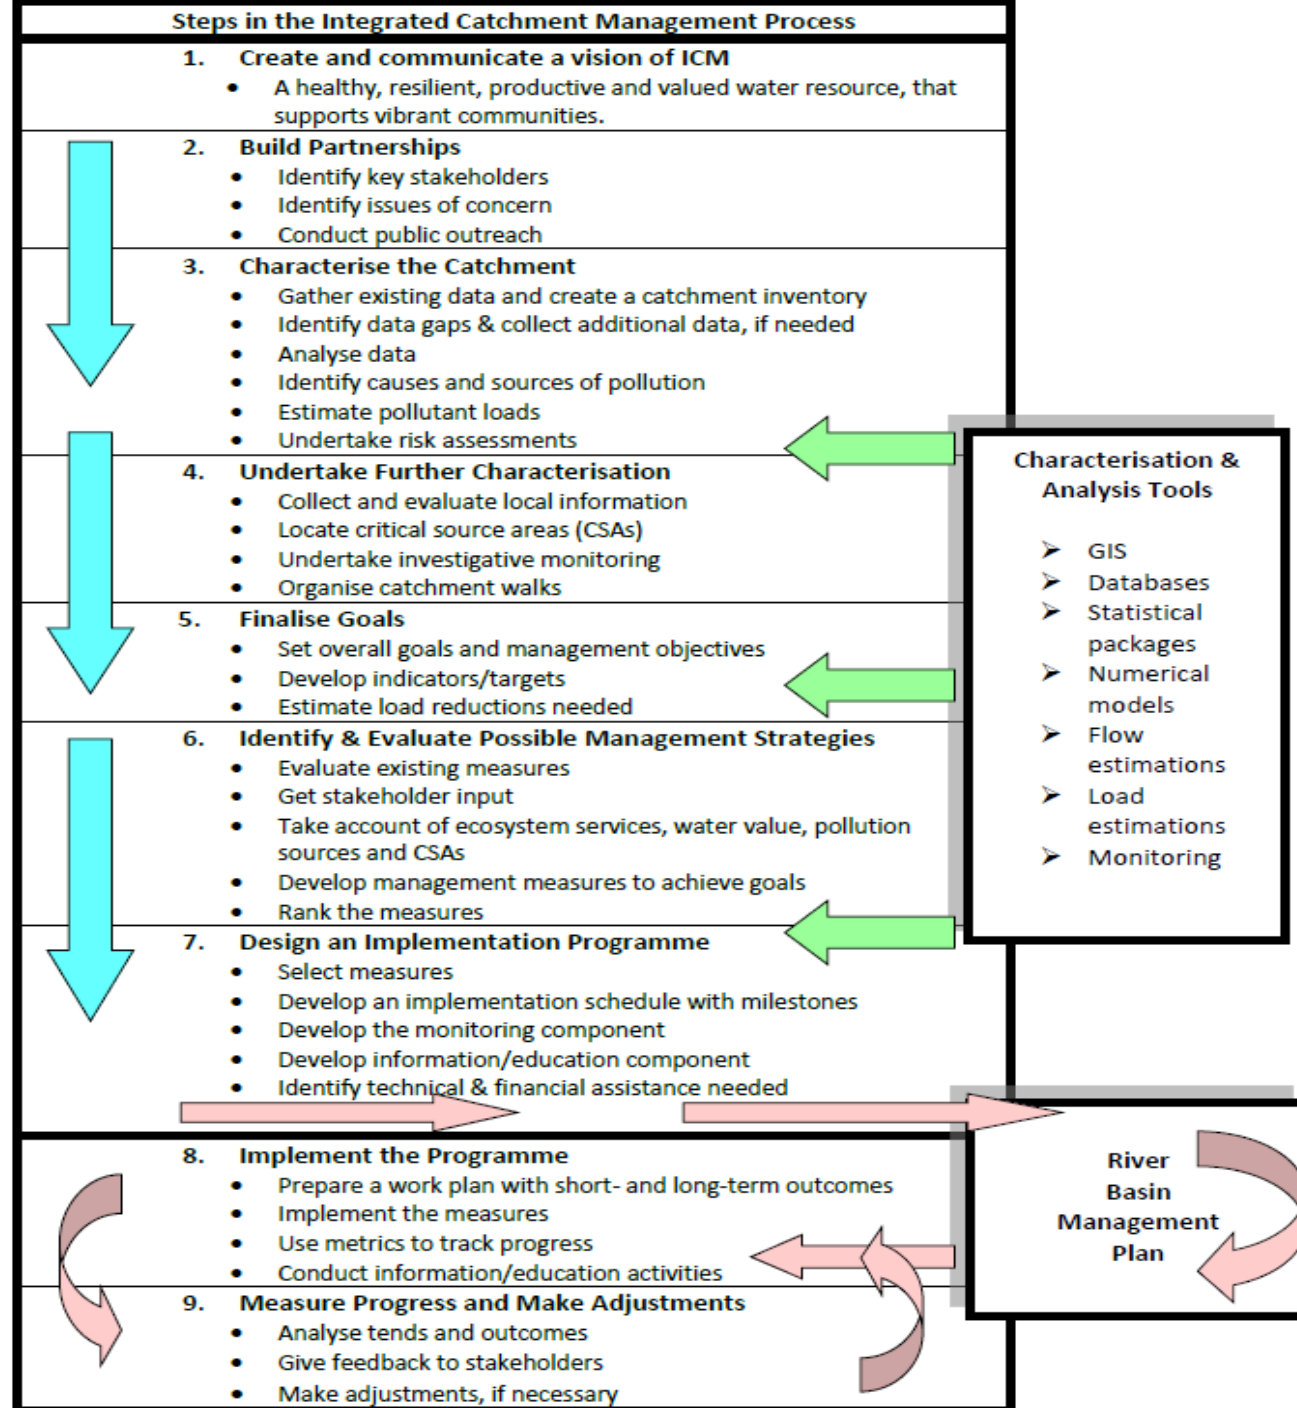 Steps in the Integrated Catchment Management Process
1. Create and communicate a vision of ICM
• A healthy, resilient, productive and valued water resource, that
supports vibrant communities.
2. Build Partnerships
• Identify key stakeholders
• Identify issues of concern
• Conduct public outreach
3. Characterise the Catchment
• Gather existing data and create a catchment inventory
• Identify data gaps & collect additional data, if needed
• Analyse data
• Identify causes and sources of pollution
• Estimate pollutant loads
• Undertake risk assessments
4. Undertake Further Characterisation
• Collect and evaluate local information
• Locate critical source areas (CSAs)
• Undertake investigative monitoring
• Organise catchment walks
5. Finalise Goals
• Set overall goals and management objectives
• Develop indicators/targets
• Estimate load reductions needed
6. Identify & Evaluate Possible Management Strategies
• Evaluate existing measures
• Get stakeholder input
• Take account of ecosystem services, water value, pollution
sources and CSAs
• Develop management measures to achieve goals
• Rank the measures
7. Design an Implementation Programme
• Select measures
• Develop an implementation schedule with milestones
• Develop the monitoring component
• Develop information/education component
• Identify technical & financial assistance needed
8. Implement the Programme
• Prepare a work plan with short- and long-term outcomes
• Implement the measures
• Use metrics to track progress
• Conduct information/education activities
9. Measure Progress and Make Adjustments
• Analyse tends and outcomes
• Give feedback to stakeholders
• Make adjustments, if necessary
Characterisation &
Analysis Tools
➢ GIS
➢ Databases
➢ Statistical
packages
➢ Numerical
models
➢ Flow
estimations
➢ Load
estimations
➢ Monitoring
River
Basin
Management
Plan